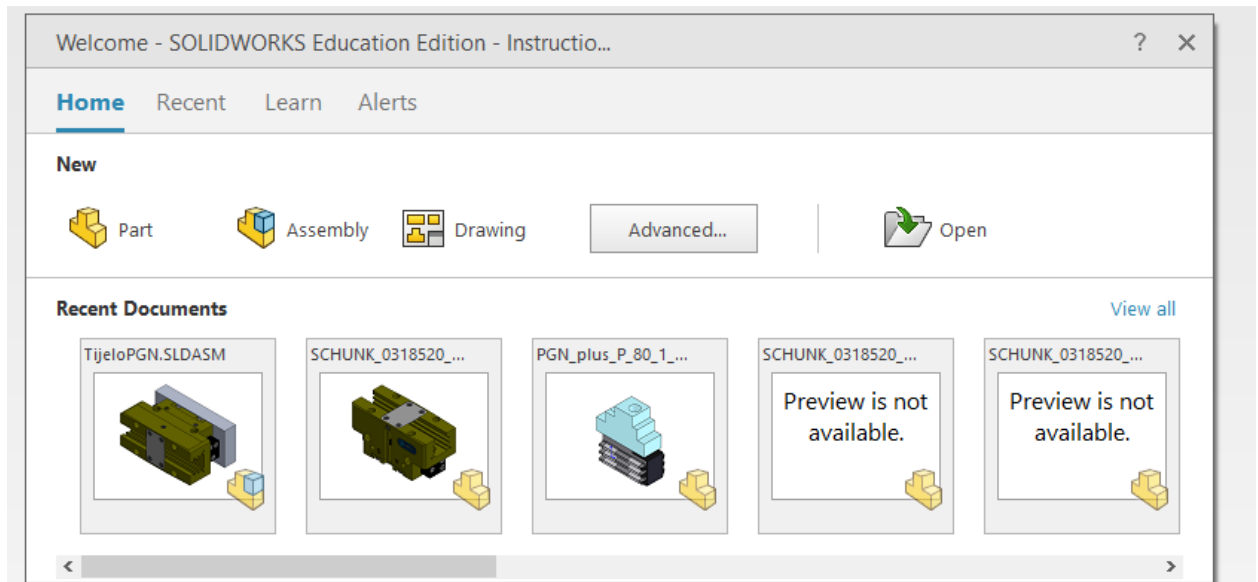 Welcome - SOLIDWORKS Education Edition - Instructio... ?
Home Recent Learn Alerts
New
Part Assembly Drawing Advanced... Open
Recent Documents View all
TijeloPGN.SLDASM SCHUNK_0318520_... PGN_plus_P_80_1_... SCHUNK_0318520_... SCHUNK_0318520_...
Preview is not Preview is not
available. available.